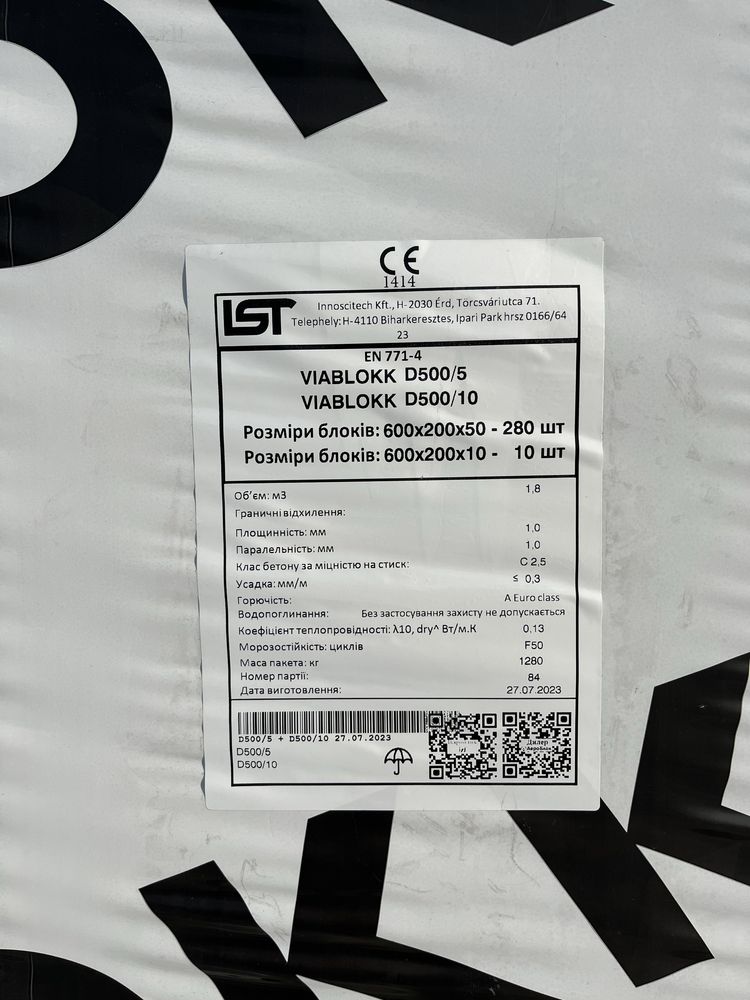 CE
1414
LST
Innoscitech Kft., H-2030 Érd, Törcsvári utca 71.
Telephely: H-4110 Biharkeresztes, Ipari Park hrsz 0166/64
23
EN 771-4
VIABLOKK D500/5
VIABLOKK D500/10
Розміри блоків: 600x200x50 - 280 шт
Розміри блоків: 600x200x10 - 10 шт
Об'єм: м3 1,8
Граничні відхилення:
Площинність: мм 1,0
Паралельність: мм 1,0
Клас бетону за міцністю на стиск: С 2,5
Усадка: мм/м ≤ 0,3
Горючість: A Euro class
Водопоглинання: Без застосування захисту не допускається
Коефіцієнт теплопровідності: λ10, dry^ Вт/м.К 0,13
Морозостійкість: циклів F50
Маса пакета: кг 1280
Номер партії: 84
Дата виготовлення: 27.07.2023
D500/5 + D500/10 27.07.2023
D500/5
D500/10
Дилер